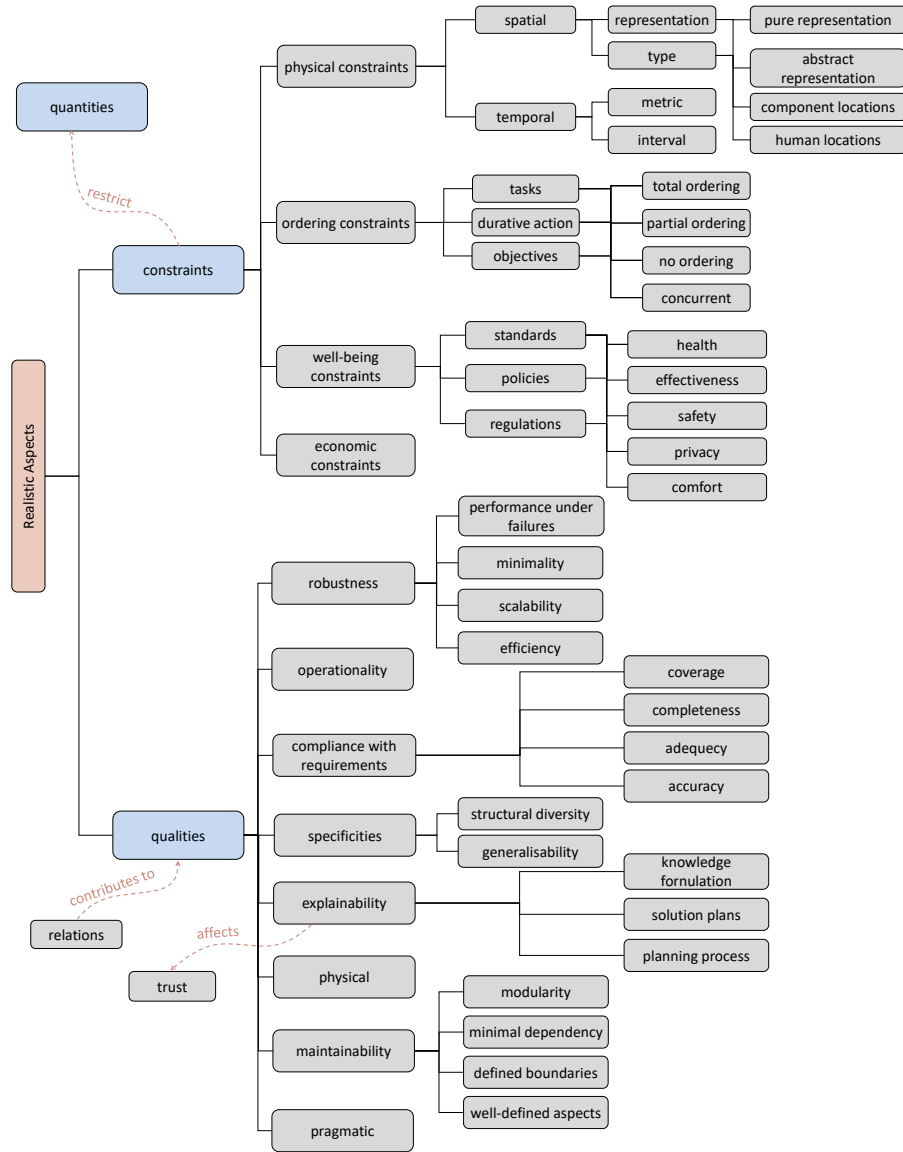 spatial
representation
pure representation
physical constraints
type
abstract
representation
quantities
temporal
metric
component locations
interval
human locations
restrict
tasks
total ordering
ordering constraints
durative action
partial ordering
objectives
no ordering
constraints
concurrent
standards
health
well-being
constraints
policies
effectiveness
regulations
safety
economic
constraints
privacy
comfort
Realistic Aspects
performance under
failures
robustness
minimality
scalability
efficiency
operationality
coverage
completeness
compliance with
requirements
adequecy
accuracy
qualities
specificities
structural diversity
generalisability
contributes to
explainability
knowledge
fornulation
relations
affects
solution plans
planning process
trust
physical
modularity
minimal dependency
maintainability
defined boundaries
well-defined aspects
pragmatic